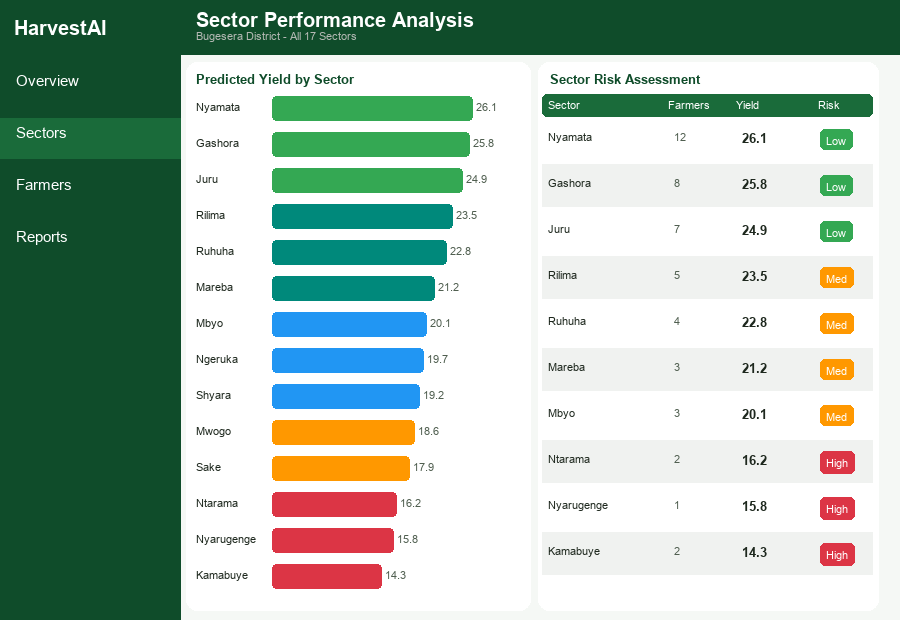 HarvestAI
Overview
Sectors
Farmers
Reports
Sector Performance Analysis
Bugesera District - All 17 Sectors
Predicted Yield by Sector
Nyamata 26.1
Gashora 25.8
Juru 24.9
Rilima 23.5
Ruhuha 22.8
Mareba 21.2
Mbyo 20.1
Ngeruka 19.7
Shyara 19.2
Mwogo 18.6
Sake 17.9
Ntarama 16.2
Nyarugenge 15.8
Kamabuye 14.3
Sector Risk Assessment
Sector Farmers Yield Risk
Nyamata 12 26.1 Low
Gashora 8 25.8 Low
Juru 7 24.9 Low
Rilima 5 23.5 Med
Ruhuha 4 22.8 Med
Mareba 3 21.2 Med
Mbyo 3 20.1 Med
Ntarama 2 16.2 High
Nyarugenge 1 15.8 High
Kamabuye 2 14.3 High